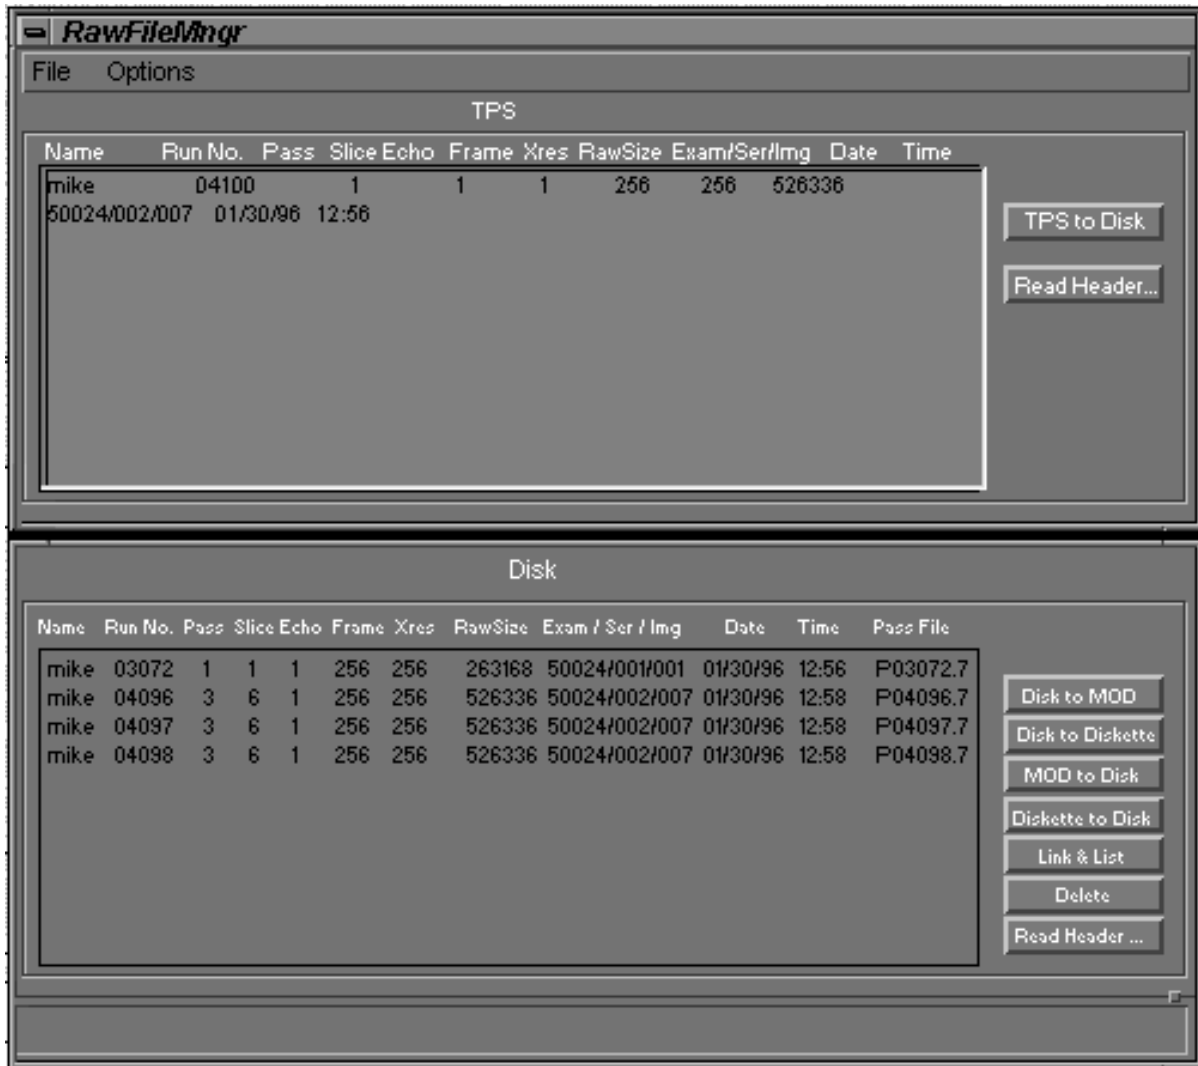 RawFileMngr
File Options
TPS
Name Run No. Pass Slice Echo Frame Xres RawSize Exam/Ser/Img Date Time
mike 04100 1 1 1 256 256 526336
50024/002/007 01/30/96 12:56
TPS to Disk
Read Header...
Disk
Name Run No. Pass Slice Echo Frame Xres RawSize Exam / Ser / Img Date Time Pass File
mike 03072 1 1 1 256 256 263168 50024/001/001 01/30/96 12:56 P03072.7
mike 04096 3 6 1 256 256 526336 50024/002/007 01/30/96 12:58 P04096.7
mike 04097 3 6 1 256 256 526336 50024/002/007 01/30/96 12:58 P04097.7
mike 04098 3 6 1 256 256 526336 50024/002/007 01/30/96 12:58 P04098.7
Disk to MOD
Disk to Diskette
MOD to Disk
Diskette to Disk
Link & List
Delete
Read Header ...